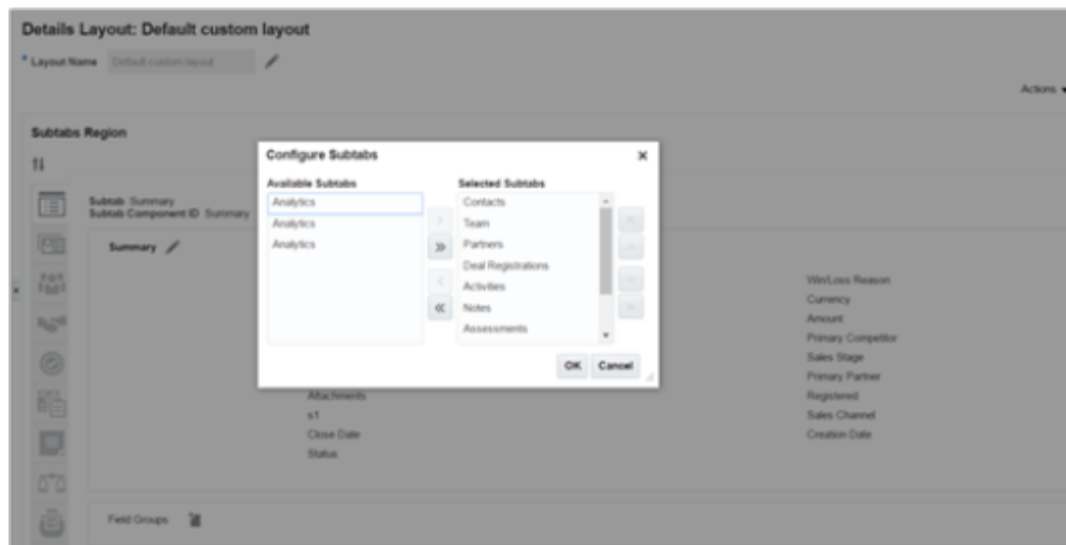 Details Layout: Default custom layout
* Layout Name Default custom layout
Actions
Subtabs Region
Configure Subtabs
Available Subtabs
Selected Subtabs
Analytics
Analytics
Analytics
Contacts
Team
Partners
Deal Registrations
Activities
Notes
Assessments
OK Cancel
Subtab Summary
Subtab Component ID Summary
Summary
Attachments
s1
Close Date
Status
Win/Loss Reason
Currency
Amount
Primary Competitor
Sales Stage
Primary Partner
Registered
Sales Channel
Creation Date
Field Groups